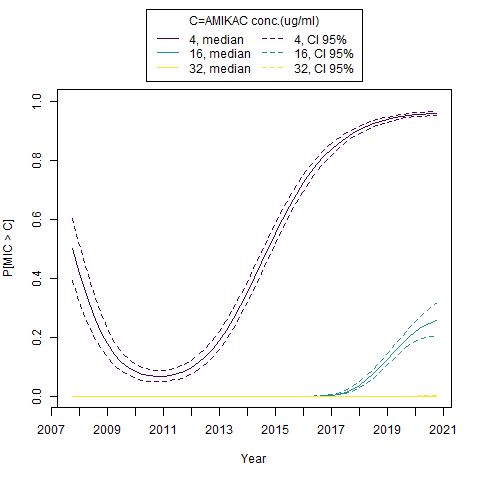 C=AMIKAC conc.(ug/ml)
4, median 4, CI 95%
16, median 16, CI 95%
32, median 32, CI 95%
P[MIC > C]
1.0
0.8
0.6
0.4
0.2
0.0
2007 2009 2011 2013 2015 2017 2019 2021
Year